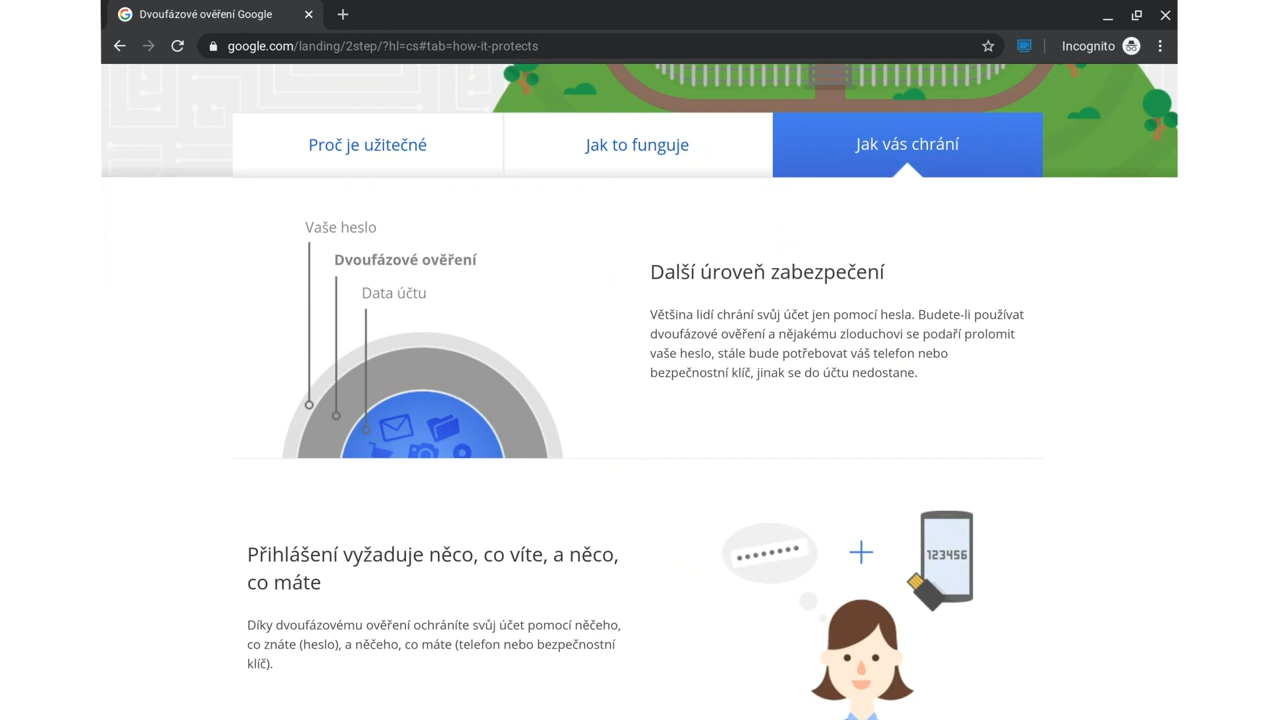 Dvoufázové ověření Google
google.com/landing/2step/?hl=cs#tab=how-it-protects
Incognito
Proč je užitečné
Jak to funguje
Jak vás chrání
Vaše heslo
Dvoufázové ověření
Data účtu
Další úroveň zabezpečení
Většina lidí chrání svůj účet jen pomocí hesla. Budete-li používat
dvoufázové ověření a nějakému zloduchovi se podaří prolomit
vaše heslo, stále bude potřebovat váš telefon nebo
bezpečnostní klíč, jinak se do účtu nedostane.
Přihlášení vyžaduje něco, co víte, a něco,
co máte
Díky dvoufázovému ověření ochráníte svůj účet pomocí něčeho,
co znáte (heslo), a něčeho, co máte (telefon nebo bezpečnostní
klíč).
123456